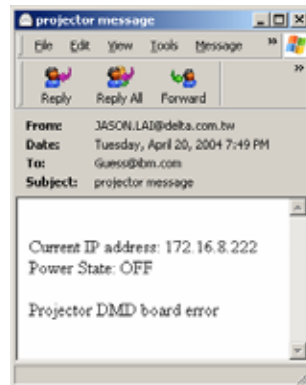 projector message
File Edit View Tools Message »
Reply Reply All Forward »
From: JASON.LAI@delta.com.tw
Date: Tuesday, April 20, 2004 7:49 PM
To: Guess@ibm.com
Subject: projector message
Current IP address: 172.16.8.222
Power State: OFF
Projector DMD board error